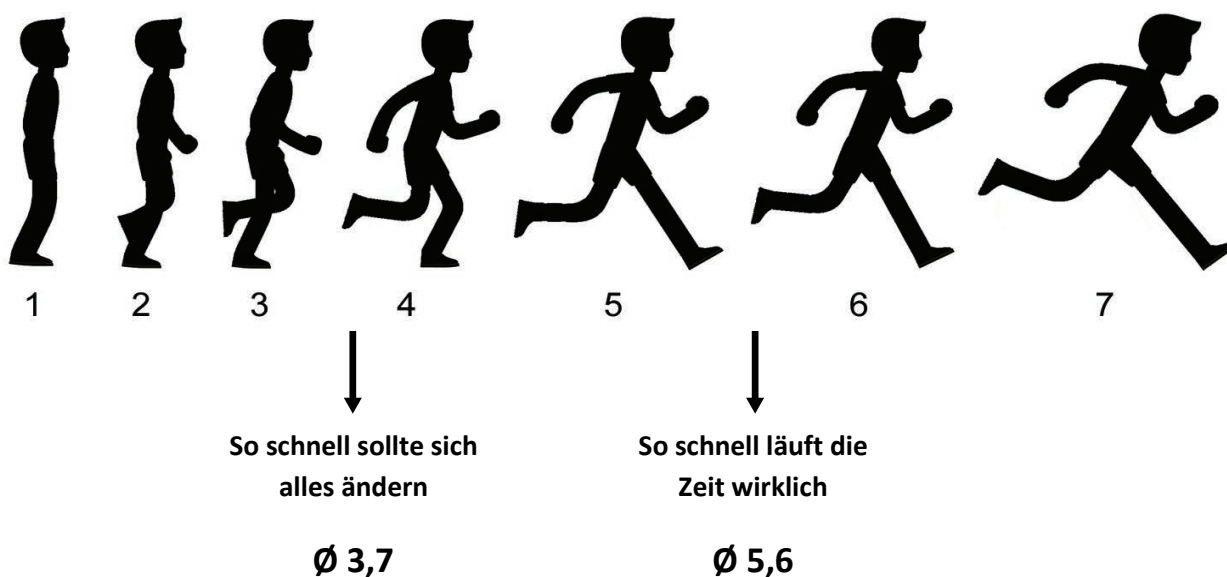 1 2 3 4 5 6 7
So schnell sollte sich
alles ändern
Ø 3,7
So schnell läuft die
Zeit wirklich
Ø 5,6